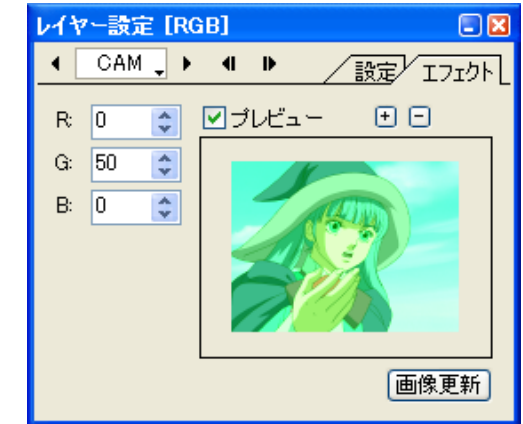 レイヤー設定 [RGB]
CAM
設定 エフェクト
R: 0
G: 50
B: 0
プレビュー
画像更新